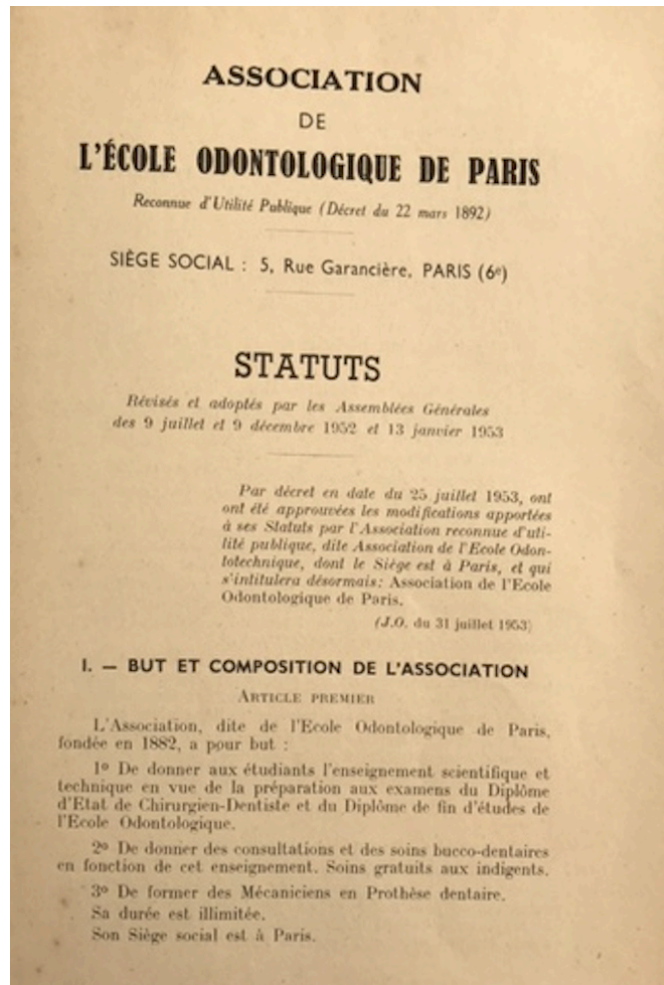 ASSOCIATION
DE
L'ÉCOLE ODONTOLOGIQUE DE PARIS
Reconnue d'Utilité Publique (Décret du 22 mars 1892)
SIÈGE SOCIAL : 5, Rue Garancière, PARIS (6e)
STATUTS
Révisés et adoptés par les Assemblées Générales
des 9 juillet et 9 décembre 1952 et 13 janvier 1953
Par décret en date du 25 juillet 1953, ont
ont été approuvées les modifications apportées
à ses Statuts par l'Association reconnue d'uti-
lité publique, dite Association de l'Ecole Odon-
totechnique, dont le Siège est à Paris, et qui
s'intitulera désormais: Association de l'Ecole
Odontologique de Paris.
(J.O. du 31 juillet 1953)
I. — BUT ET COMPOSITION DE L'ASSOCIATION
ARTICLE PREMIER
L'Association, dite de l'Ecole Odontologique de Paris,
fondée en 1882, a pour but :
1º De donner aux étudiants l'enseignement scientifique et
technique en vue de la préparation aux examens du Diplôme
d'Etat de Chirurgien-Dentiste et du Diplôme de fin d'études de
l'Ecole Odontologique.
2º De donner des consultations et des soins bucco-dentaires
en fonction de cet enseignement. Soins gratuits aux indigents.
3º De former des Mécaniciens en Prothèse dentaire.
Sa durée est illimitée.
Son Siège social est à Paris.